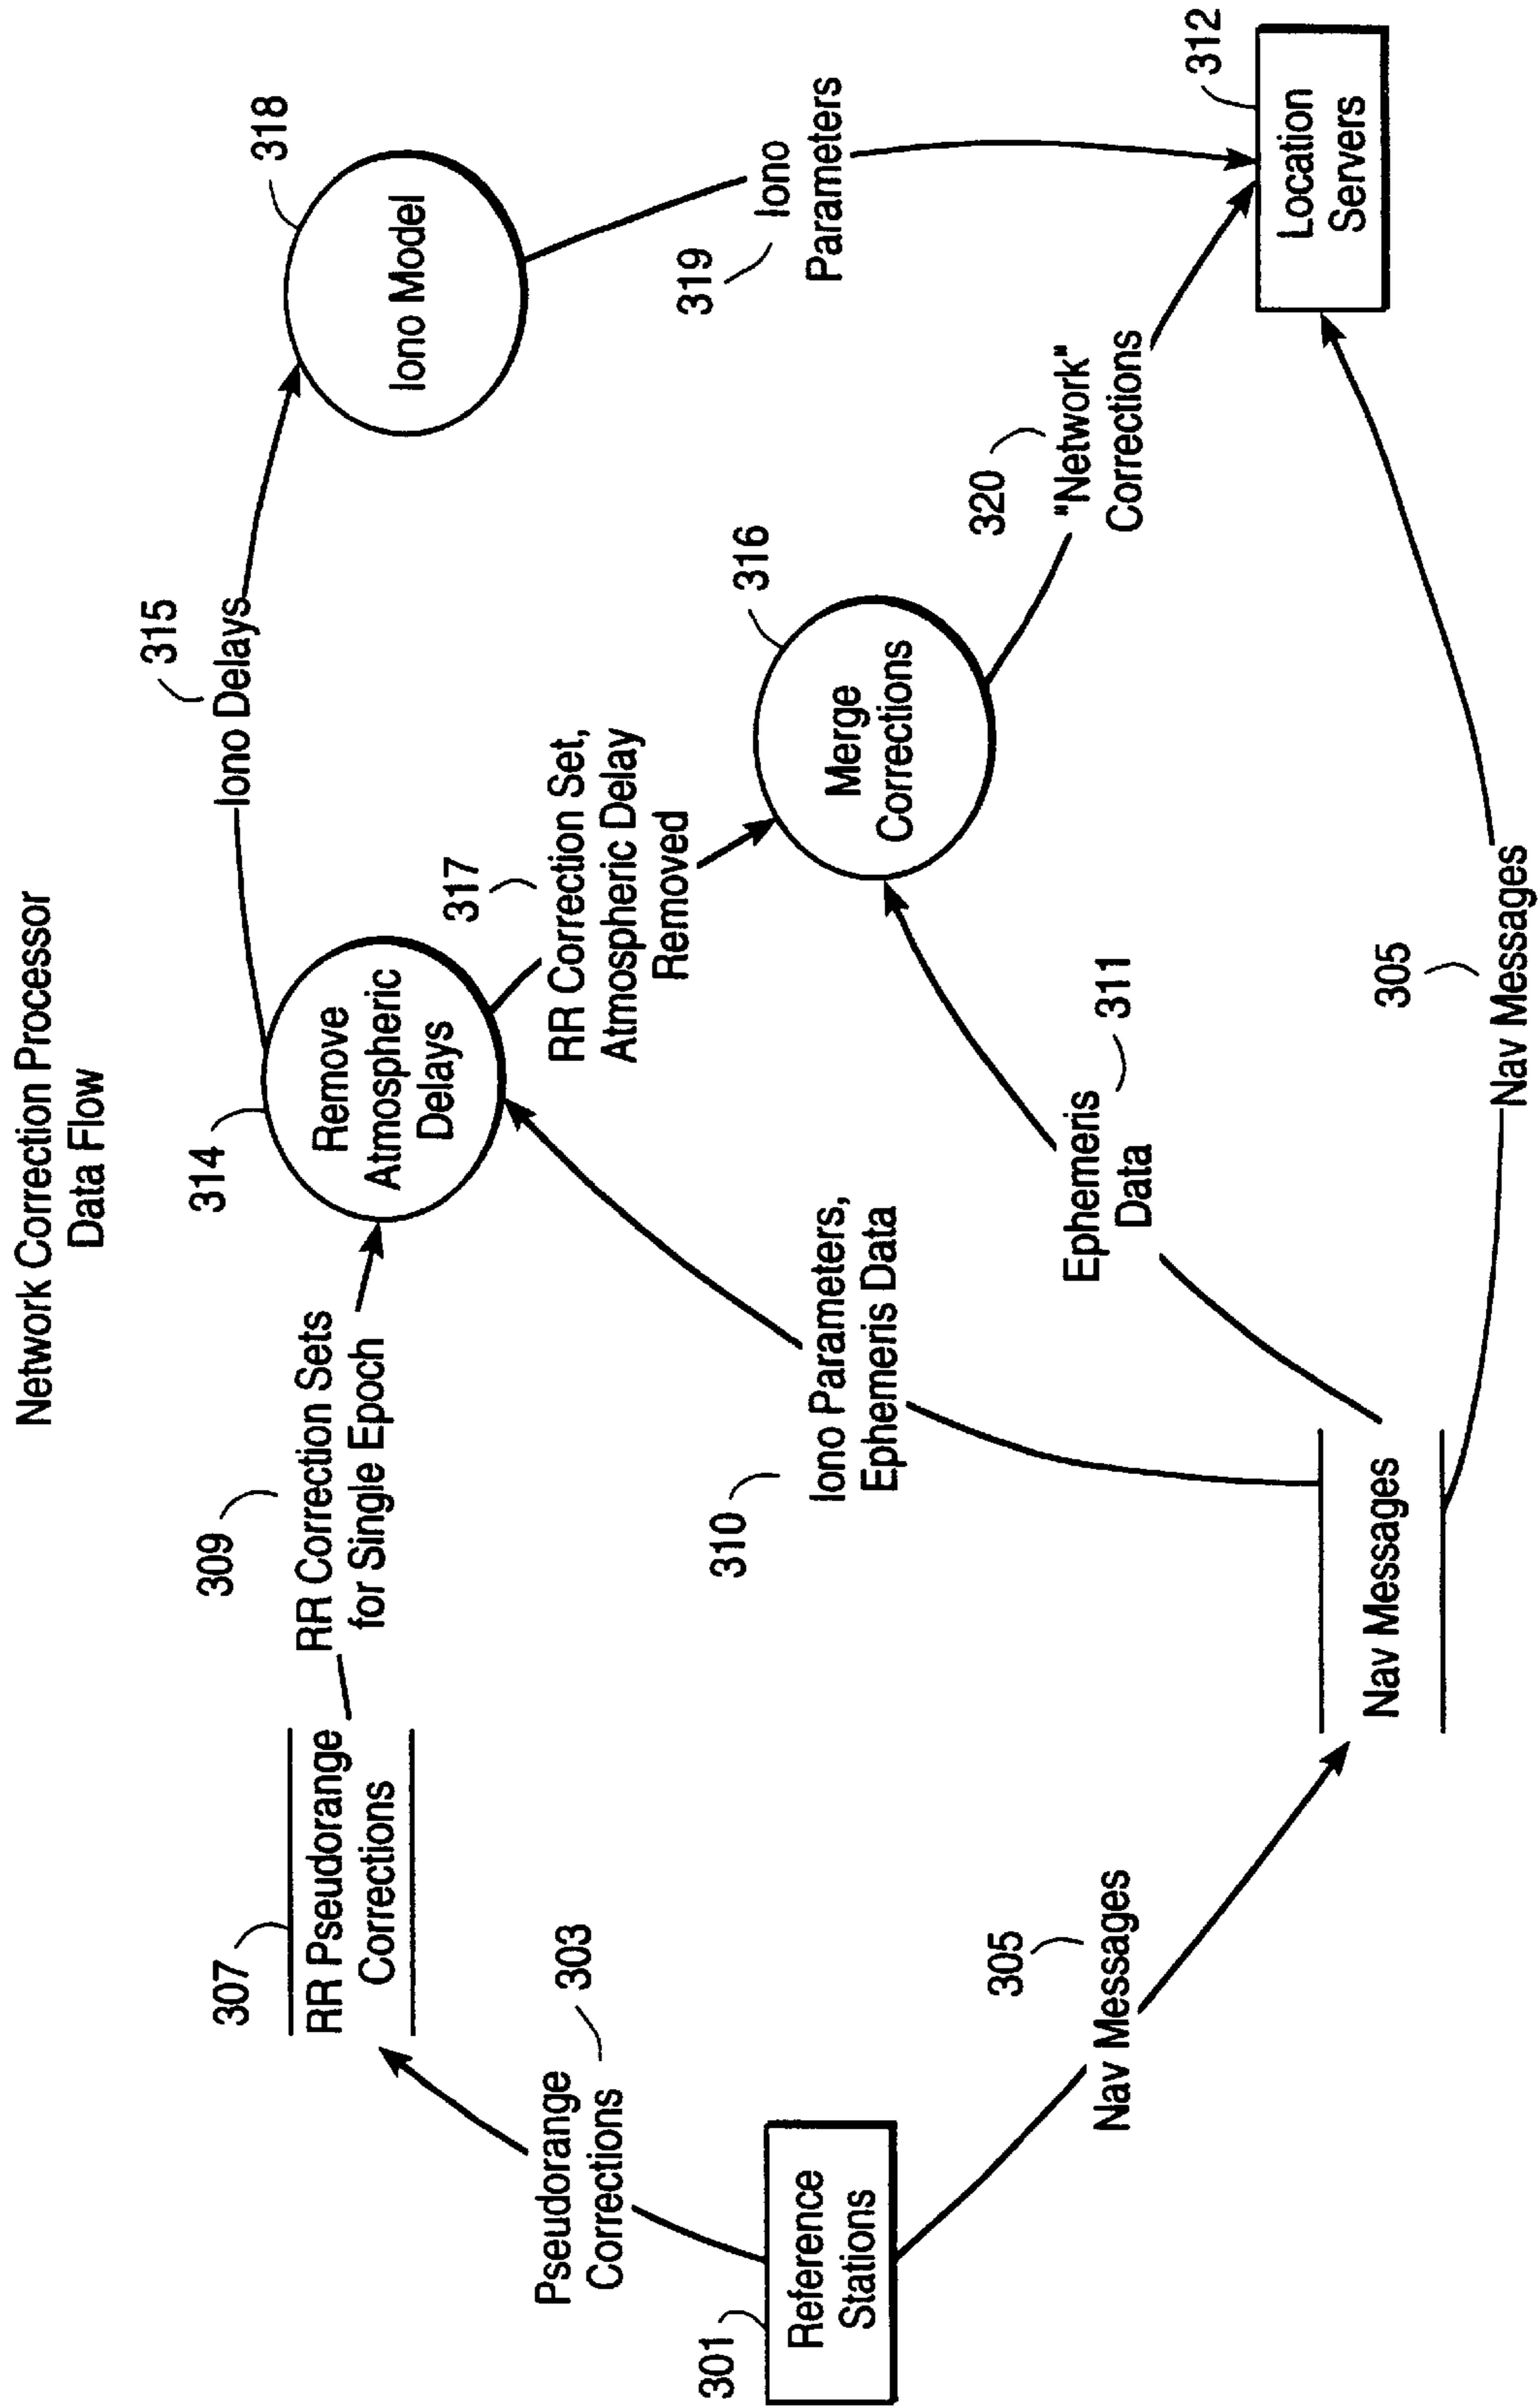 Network Correction Processor
Data Flow
301
Reference
Stations
Pseudorange
Corrections
303
305
Nav Messages
307
RR Pseudorange
Corrections
309
RR Correction Sets
for Single Epoch
314
Remove
Atmospheric
Delays
315
Iono Delays
318
Iono Model
319
Iono
Parameters
317
RR Correction Set,
Atmospheric Delay
Removed
316
Merge
Corrections
320
"Network"
Corrections
310
Iono Parameters,
Ephemeris Data
Ephemeris
Data
311
Nav Messages
305
Nav Messages
312
Location
Servers